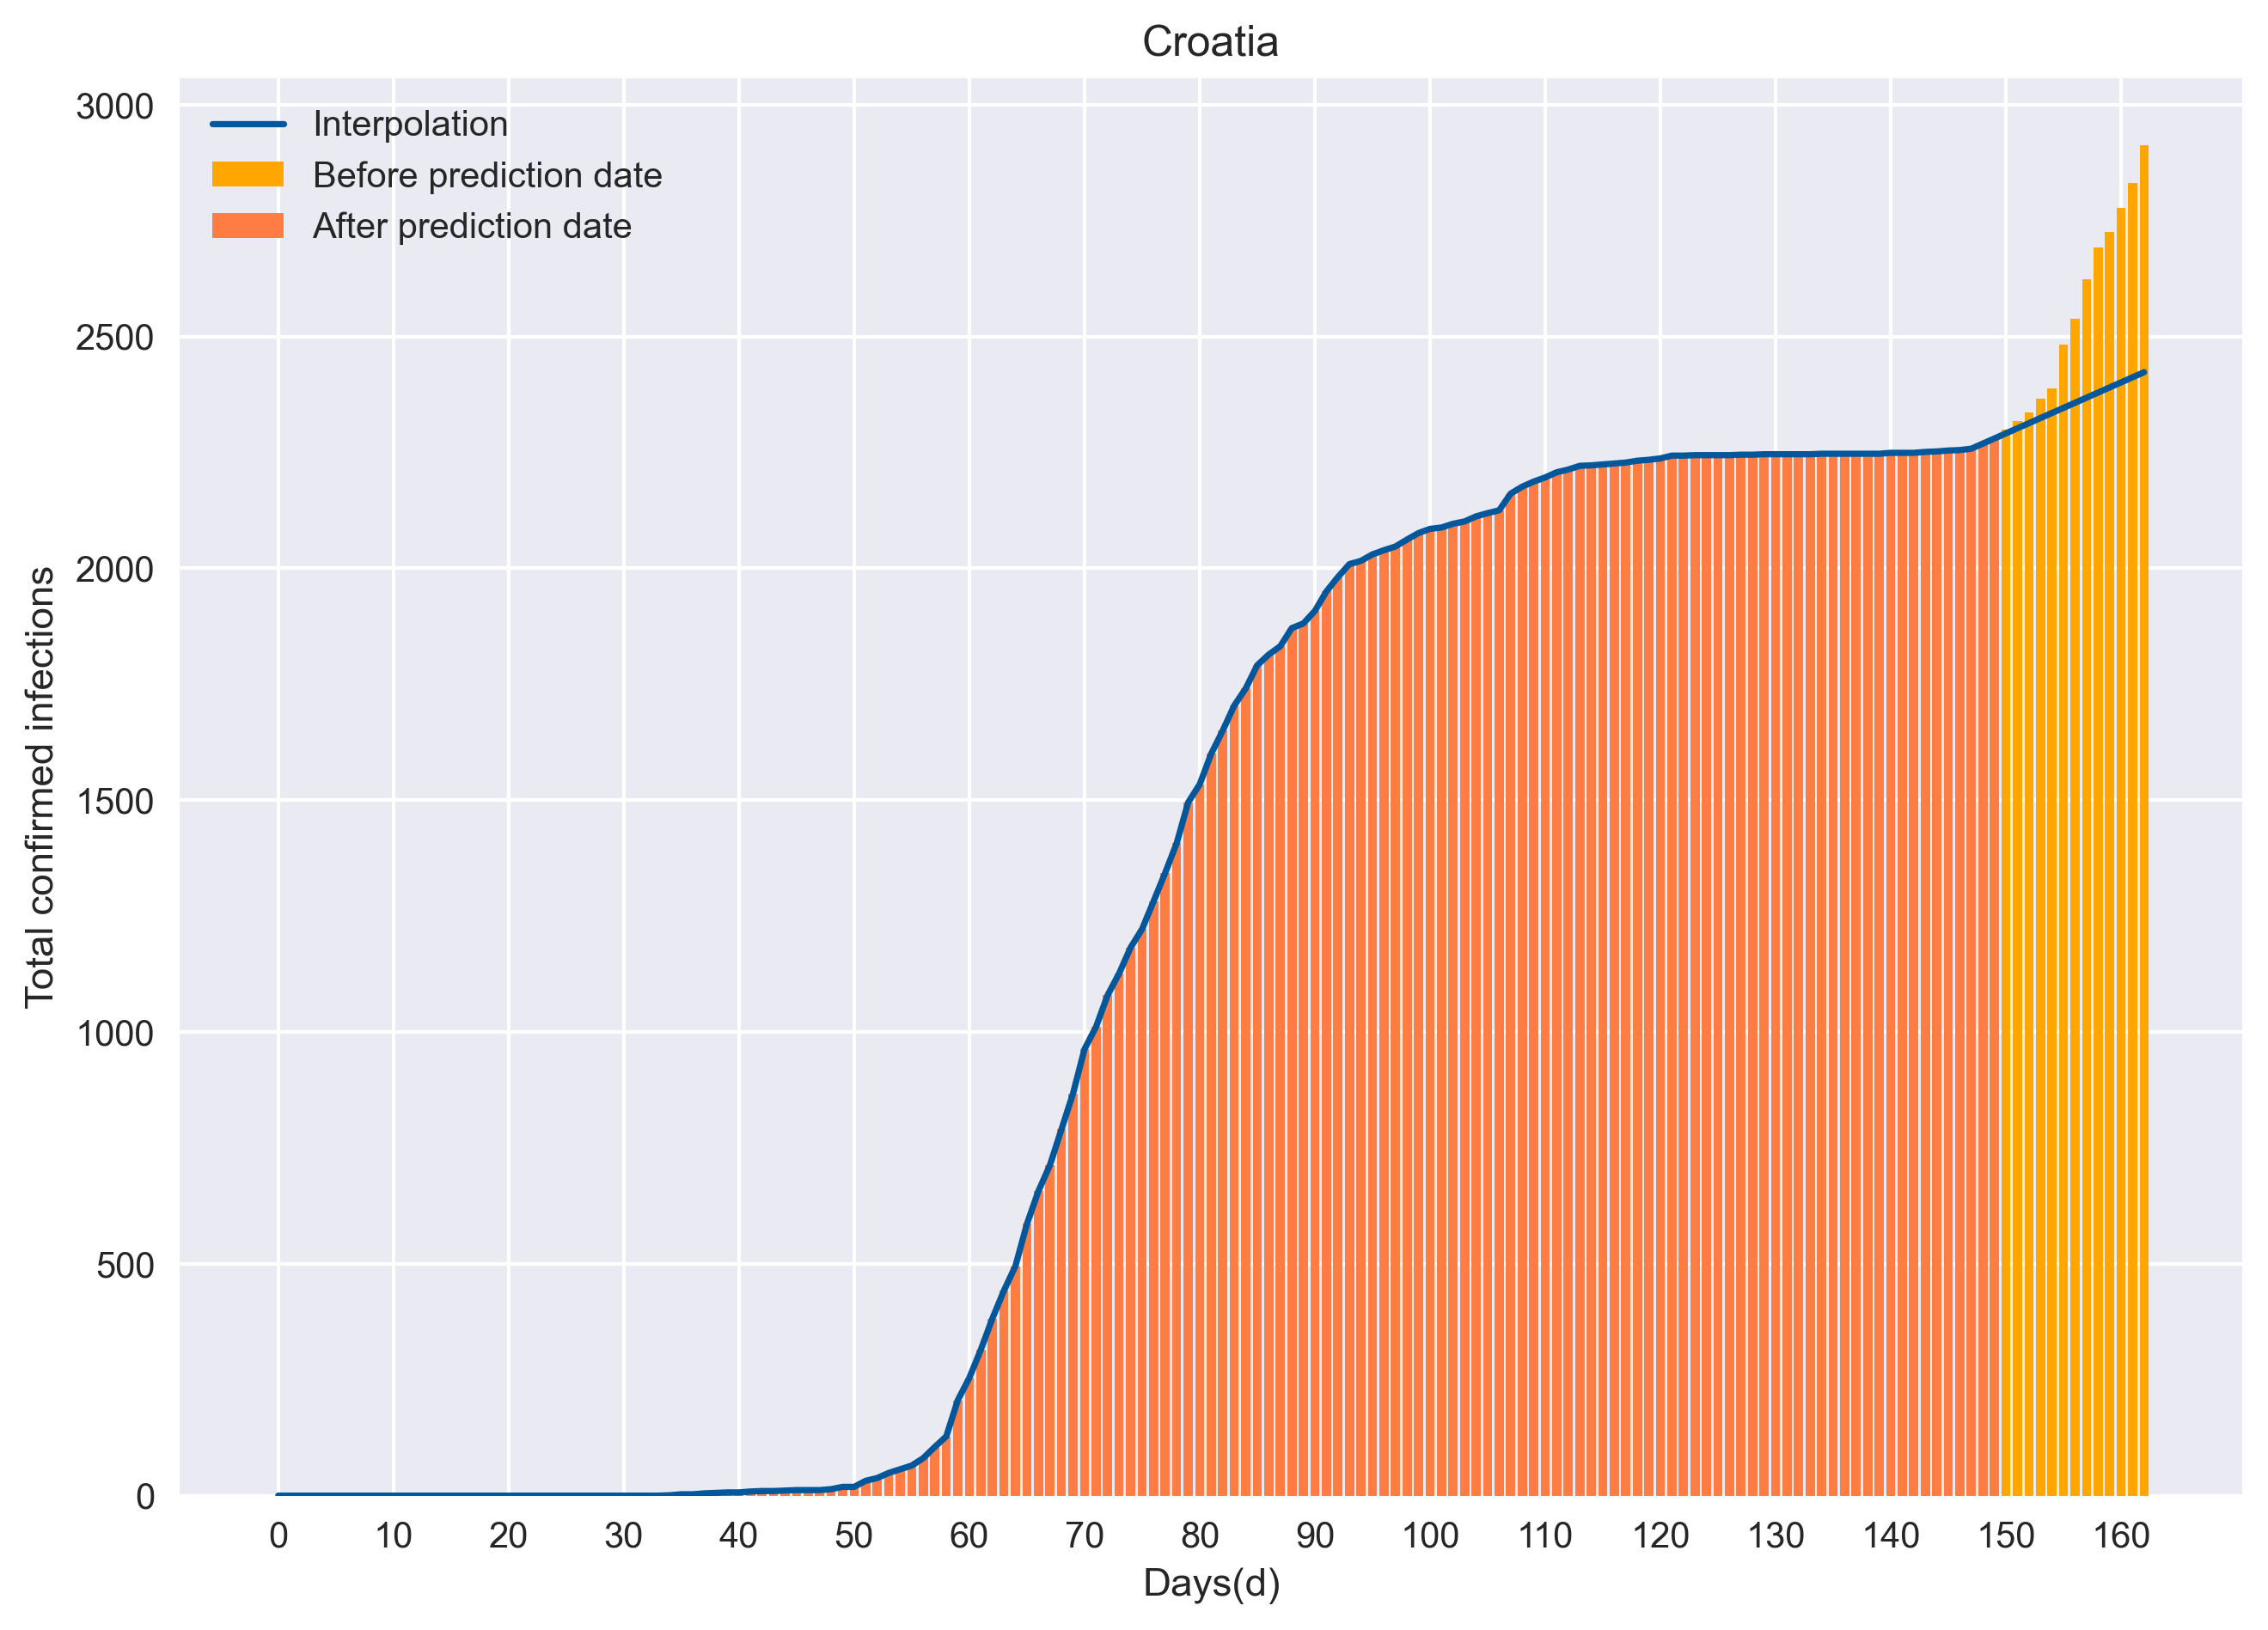 Croatia
Interpolation
Before prediction date
After prediction date
Total confirmed infections
3000
2500
2000
1500
1000
500
0
0 10 20 30 40 50 60 70 80 90 100 110 120 130 140 150 160
Days(d)